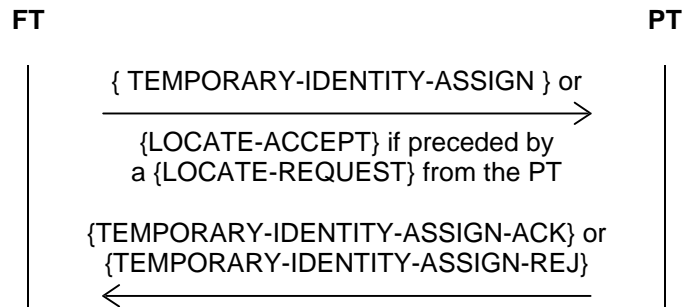 FT PT
{ TEMPORARY-IDENTITY-ASSIGN } or
{LOCATE-ACCEPT} if preceded by
a {LOCATE-REQUEST} from the PT
{TEMPORARY-IDENTITY-ASSIGN-ACK} or
{TEMPORARY-IDENTITY-ASSIGN-REJ}